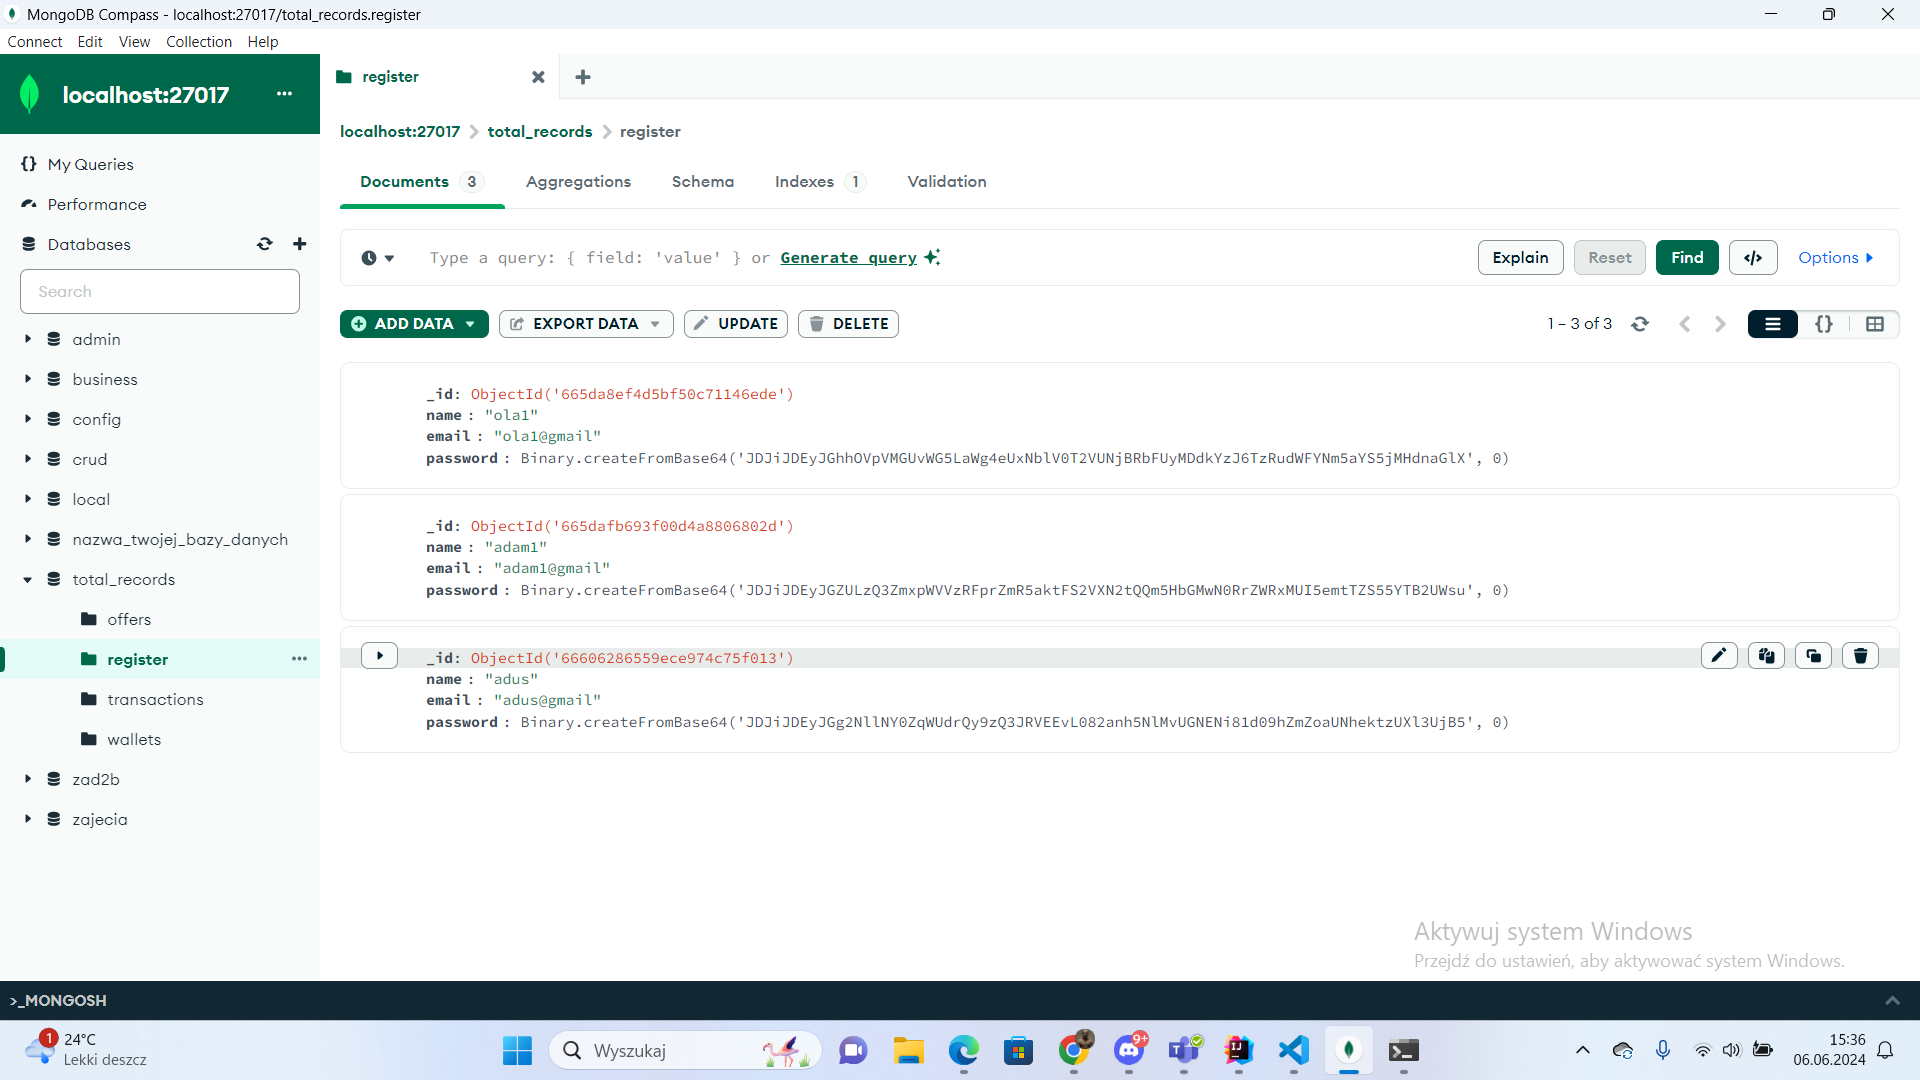 MongoDB Compass - localhost:27017/total_records.register
Connect Edit View Collection Help
localhost:27017
My Queries
Performance
Databases
Search
admin
business
config
crud
local
nazwa_twojej_bazy_danych
total_records
offers
register
transactions
wallets
zad2b
zajecia
register
localhost:27017 > total_records > register
Documents 3 Aggregations Schema Indexes 1 Validation
Type a query: { field: 'value' } or Generate query
Explain Reset Find </> Options
ADD DATA EXPORT DATA UPDATE DELETE
1 – 3 of 3 {}
_id: ObjectId('665da8ef4d5bf50c71146ede')
name : "ola1"
email : "ola1@gmail"
password : Binary.createFromBase64('JDJiJDEyJGhhOVpVMGUvWG5LaWg4eUxNblV0T2VUNjBRbFUyMDdkYzJ6TzRudWFYNm5aYS5jMHdnaGlX', 0)
_id: ObjectId('665dafb693f00d4a8806802d')
name : "adam1"
email : "adam1@gmail"
password : Binary.createFromBase64('JDJiJDEyJGZULzQ3ZmxpWVVzRFprZmR5aktFS2VXN2tQQm5HbGMwN0RrZWRxMUI5emtTZS55YTB2UWsu', 0)
_id: ObjectId('66606286559ece974c75f013')
name : "adus"
email : "adus@gmail"
password : Binary.createFromBase64('JDJiJDEyJGg2NllNY0ZqWUdrQy9zQ3JRVEEvL082anh5NlMvUGNENi81d09hZmZoaUNhektzUXl3UjB5', 0)
Aktywuj system Windows
Przejdź do ustawień, aby aktywować system Windows.
>_MONGOSH
1
24°C
Lekki deszcz
Wyszukaj
9+
15:36
06.06.2024